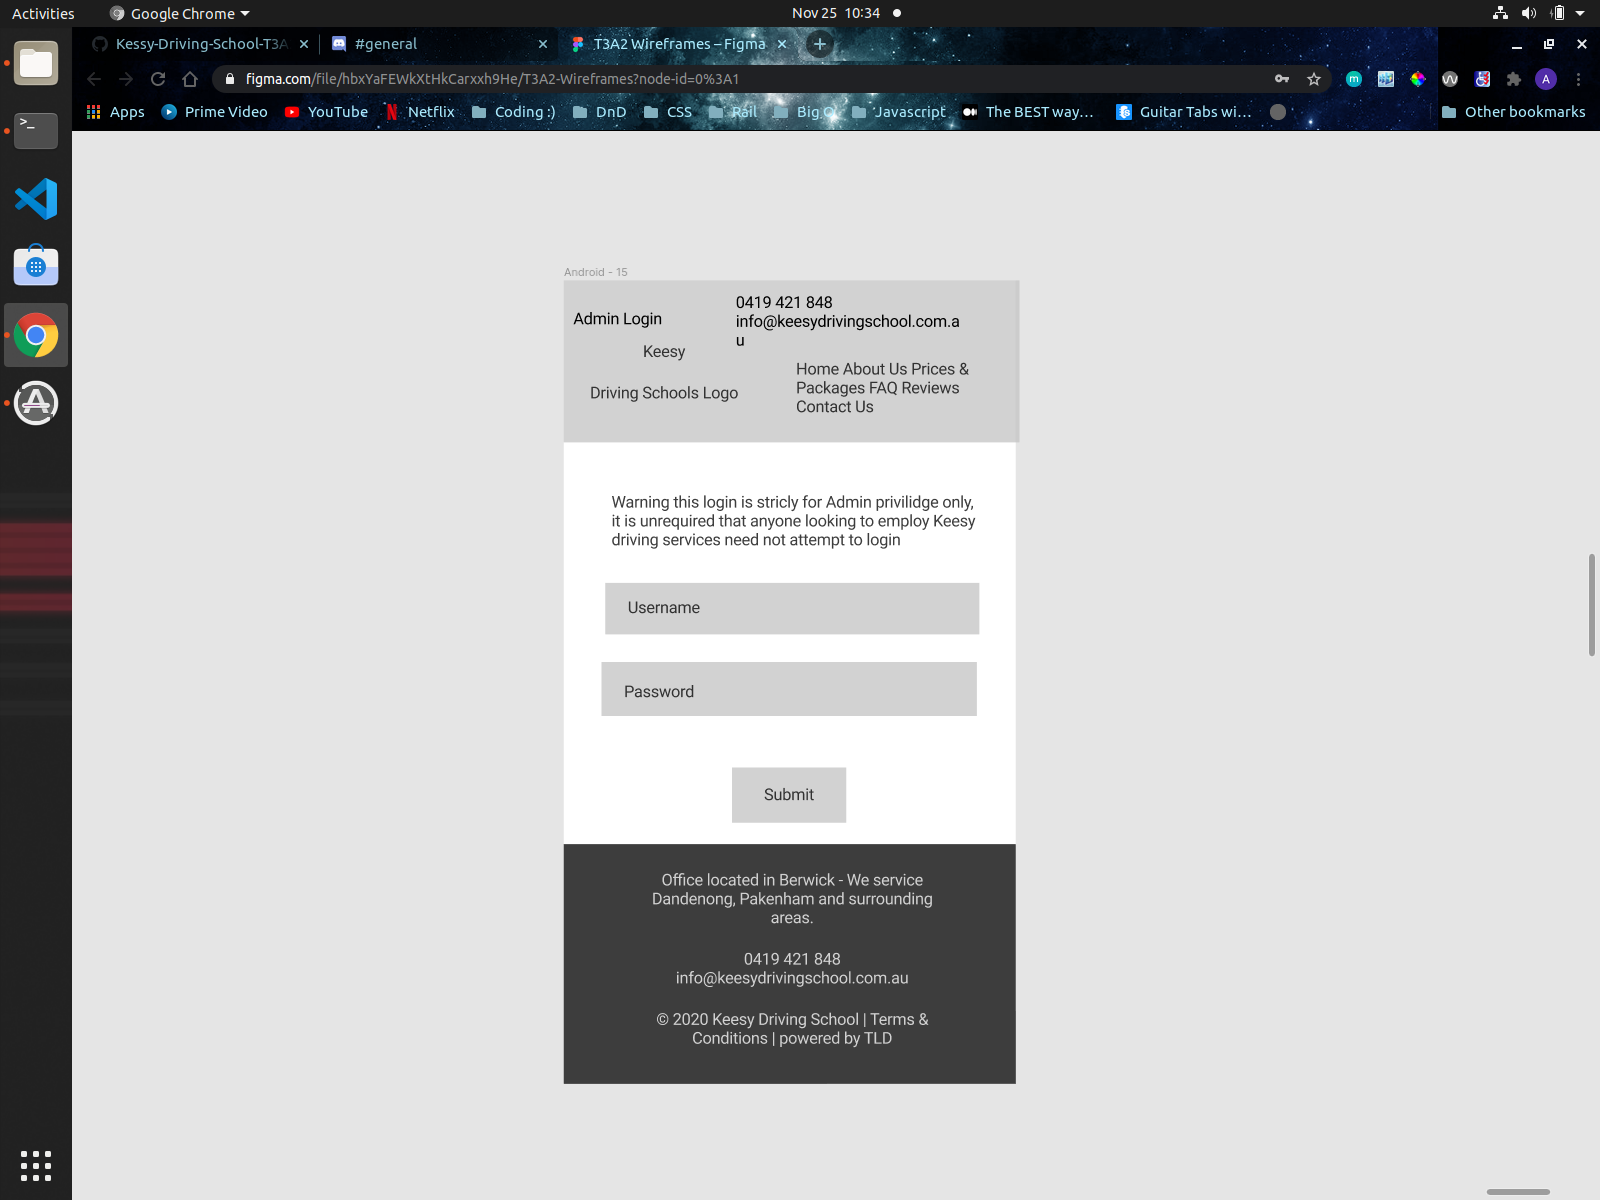 Activities
Google Chrome
Nov 25 10:34
Kessy-Driving-School-T3A
#general
T3A2 Wireframes – Figma
figma.com/file/hbxYaFEWkXtHkCarxxh9He/T3A2-Wireframes?node-id=0%3A1
A
Apps
Prime Video
YouTube
Netflix
Coding :)
DnD
CSS
Rail
Big O
Javascript
The BEST way...
Guitar Tabs wi...
Other bookmarks
Android - 15
Admin Login
0419 421 848
info@keesydrivingschool.com.a
u
Keesy
Driving Schools Logo
Home About Us Prices &
Packages FAQ Reviews
Contact Us
Warning this login is stricly for Admin privilidge only,
it is unrequired that anyone looking to employ Keesy
driving services need not attempt to login
Username
Password
Submit
Office located in Berwick - We service
Dandenong, Pakenham and surrounding
areas.
0419 421 848
info@keesydrivingschool.com.au
© 2020 Keesy Driving School | Terms &
Conditions | powered by TLD